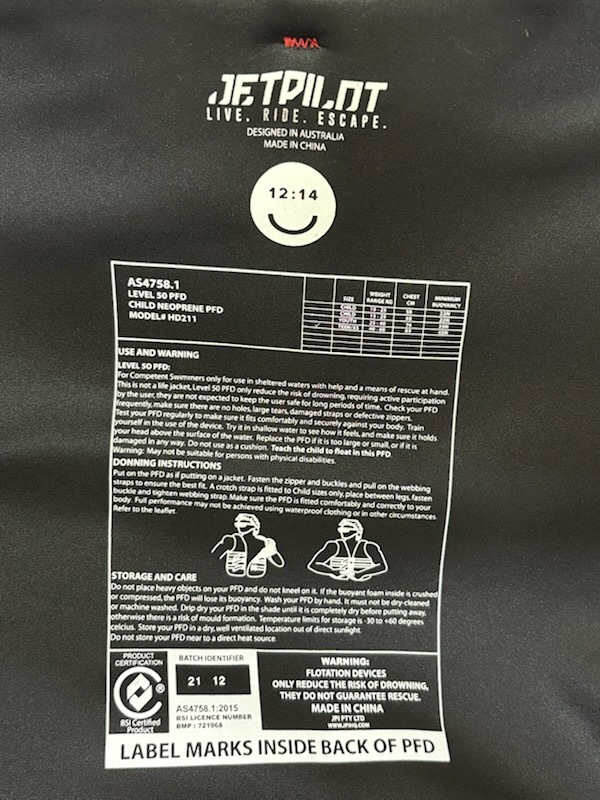 JETPILOT
LIVE. RIDE. ESCAPE.
DESIGNED IN AUSTRALIA
MADE IN CHINA
12:14
AS4758.1
LEVEL 50 PFD
CHILD NEOPRENE PFD
MODEL# HD211
SIZE WEIGHT RANGE KG CHEST CM MINIMUM BUOYANCY
CHILD
CHILD
YOUTH
TEEN/XS
USE AND WARNING
LEVEL 50 PFD:
For Competent Swimmers only for use in sheltered waters with help and a means of rescue at hand.
This is not a life jacket, Level 50 PFD only reduce the risk of drowning, requiring active participation
by the user, they are not expected to keep the user safe for long periods of time. Check your PFD
frequently, make sure there are no holes, large tears, damaged straps or defective zippers.
Test your PFD regularly to make sure it fits comfortably and securely against your body. Train
yourself in the use of the device. Try it in shallow water to see how it feels, and make sure it holds
your head above the surface of the water. Replace the PFD if it is too large or small, or if it is
damaged in any way. Do not use as a cushion. Teach the child to float in this PFD.
Warning: May not be suitable for persons with physical disabilities.
DONNING INSTRUCTIONS
Put on the PFD as if putting on a jacket. Fasten the zipper and buckles and pull on the webbing
straps to ensure the best fit. A crotch strap is fitted to Child sizes only, place between legs, fasten
buckle and tighten webbing strap. Make sure the PFD is fitted comfortably and correctly to your
body. Full performance may not be achieved using waterproof clothing or in other circumstances.
Refer to the leaflet.
STORAGE AND CARE
Do not place heavy objects on your PFD and do not kneel on it. If the buoyant foam inside is crushed
or compressed, the PFD will lose its buoyancy. Wash your PFD by hand. It must not be dry-cleaned
or machine washed. Drip dry your PFD in the shade until it is completely dry before putting away,
otherwise there is a risk of mould formation. Temperature limits for storage is -30 to +60 degrees
celcius. Store your PFD in a dry, well ventilated location out of direct sunlight.
Do not store your PFD near to a direct heat source.
PRODUCT
CERTIFICATION
®
BSI Certified
Product
BATCH IDENTIFIER
21 12
AS4758.1:2015
BSI LICENCE NUMBER
BMP : 721968
WARNING:
FLOTATION DEVICES
ONLY REDUCE THE RISK OF DROWNING,
THEY DO NOT GUARANTEE RESCUE.
MADE IN CHINA
JPI PTY LTD
WWW.JPIHQ.COM
LABEL MARKS INSIDE BACK OF PFD